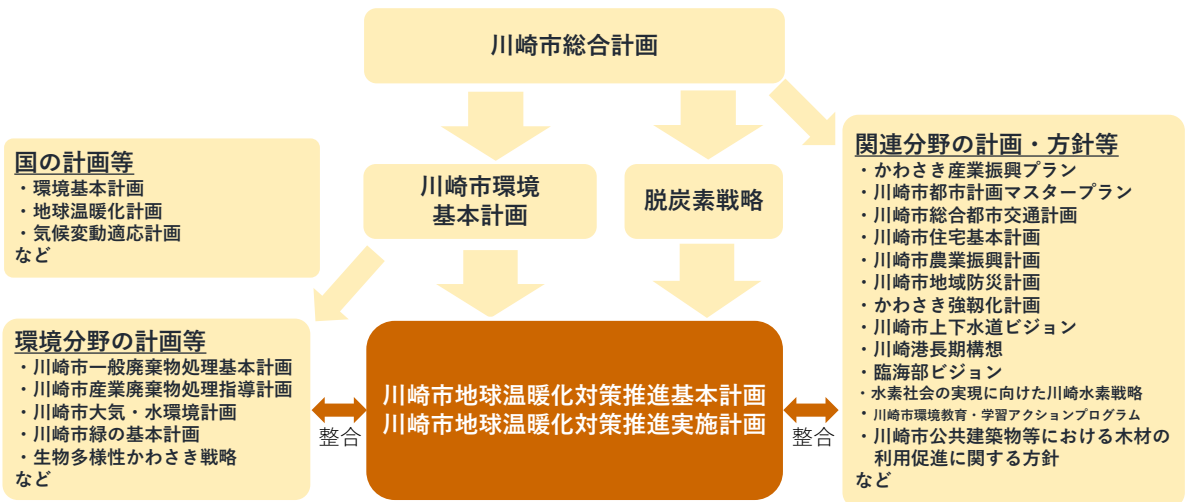 川崎市総合計画
国の計画等
・環境基本計画
・地球温暖化計画
・気候変動適応計画
など
川崎市環境
基本計画
脱炭素戦略
関連分野の計画・方針等
・かわさき産業振興プラン
・川崎市都市計画マスタープラン
・川崎市総合都市交通計画
・川崎市住宅基本計画
・川崎市農業振興計画
・川崎市地域防災計画
・かわさき強靱化計画
・川崎市上下水道ビジョン
・川崎港長期構想
・臨海部ビジョン
・水素社会の実現に向けた川崎水素戦略
・川崎市環境教育・学習アクションプログラム
・川崎市公共建築物等における木材の
利用促進に関する方針
など
環境分野の計画等
・川崎市一般廃棄物処理基本計画
・川崎市産業廃棄物処理指導計画
・川崎市大気・水環境計画
・川崎市緑の基本計画
・生物多様性かわさき戦略
など
整合
川崎市地球温暖化対策推進基本計画
川崎市地球温暖化対策推進実施計画
整合